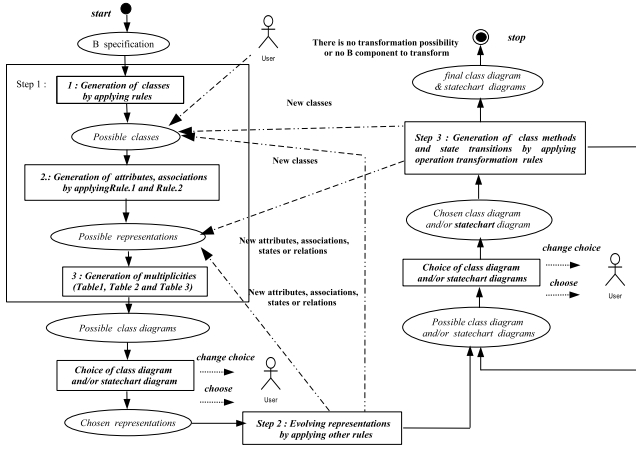 start
B specification
User
Step 1 :
1 : Generation of classes
by applying rules
Possible classes
New classes
New classes
2.: Generation of attributes, associations
by applyingRule.1 and Rule.2
Possible representations
New attributes, associations,
states or relations
3 : Generation of multiplicities
(Table1, Table 2 and Table 3)
New attributes, associations,
states or relations
Possible class diagrams
Choice of class diagram
and/or statechart diagram
change choice
choose
User
Chosen representations
Step 2 : Evolving representations
by applying other rules
There is no transformation possibility
or no B component to transform
stop
final class diagram
& statechart diagrams
Step 3 : Generation of class methods
and state transitions by applying
operation transformation rules
Chosen class diagram
and/or statechart diagram
Choice of class diagram
and/or statechart diagrams
change choice
choose
User
Possible class diagram
and/or statechart diagrams